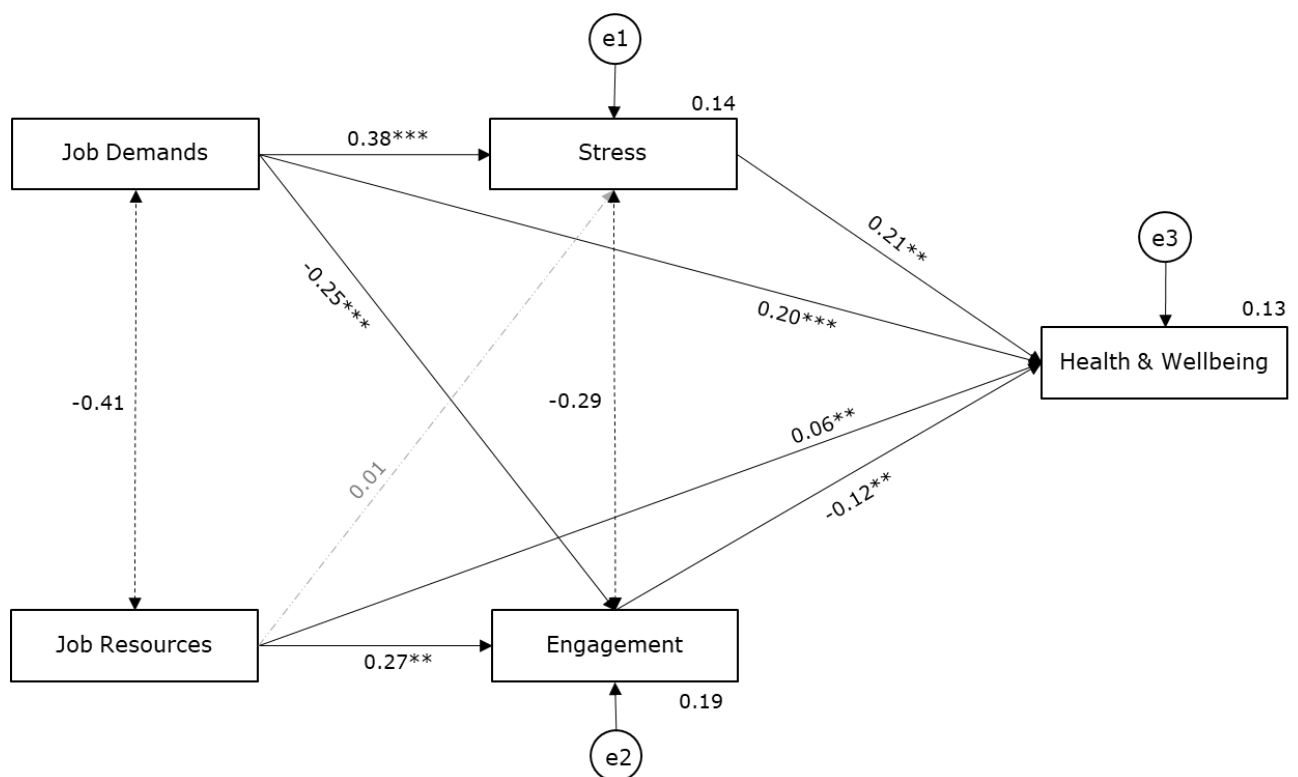 e1
0.14
Job Demands
0.38***
Stress
0.21**
e3
-0.25***
0.20***
0.13
Health & Wellbeing
-0.41
-0.29
0.06**
0.01
-0.12**
Job Resources
0.27**
Engagement
0.19
e2